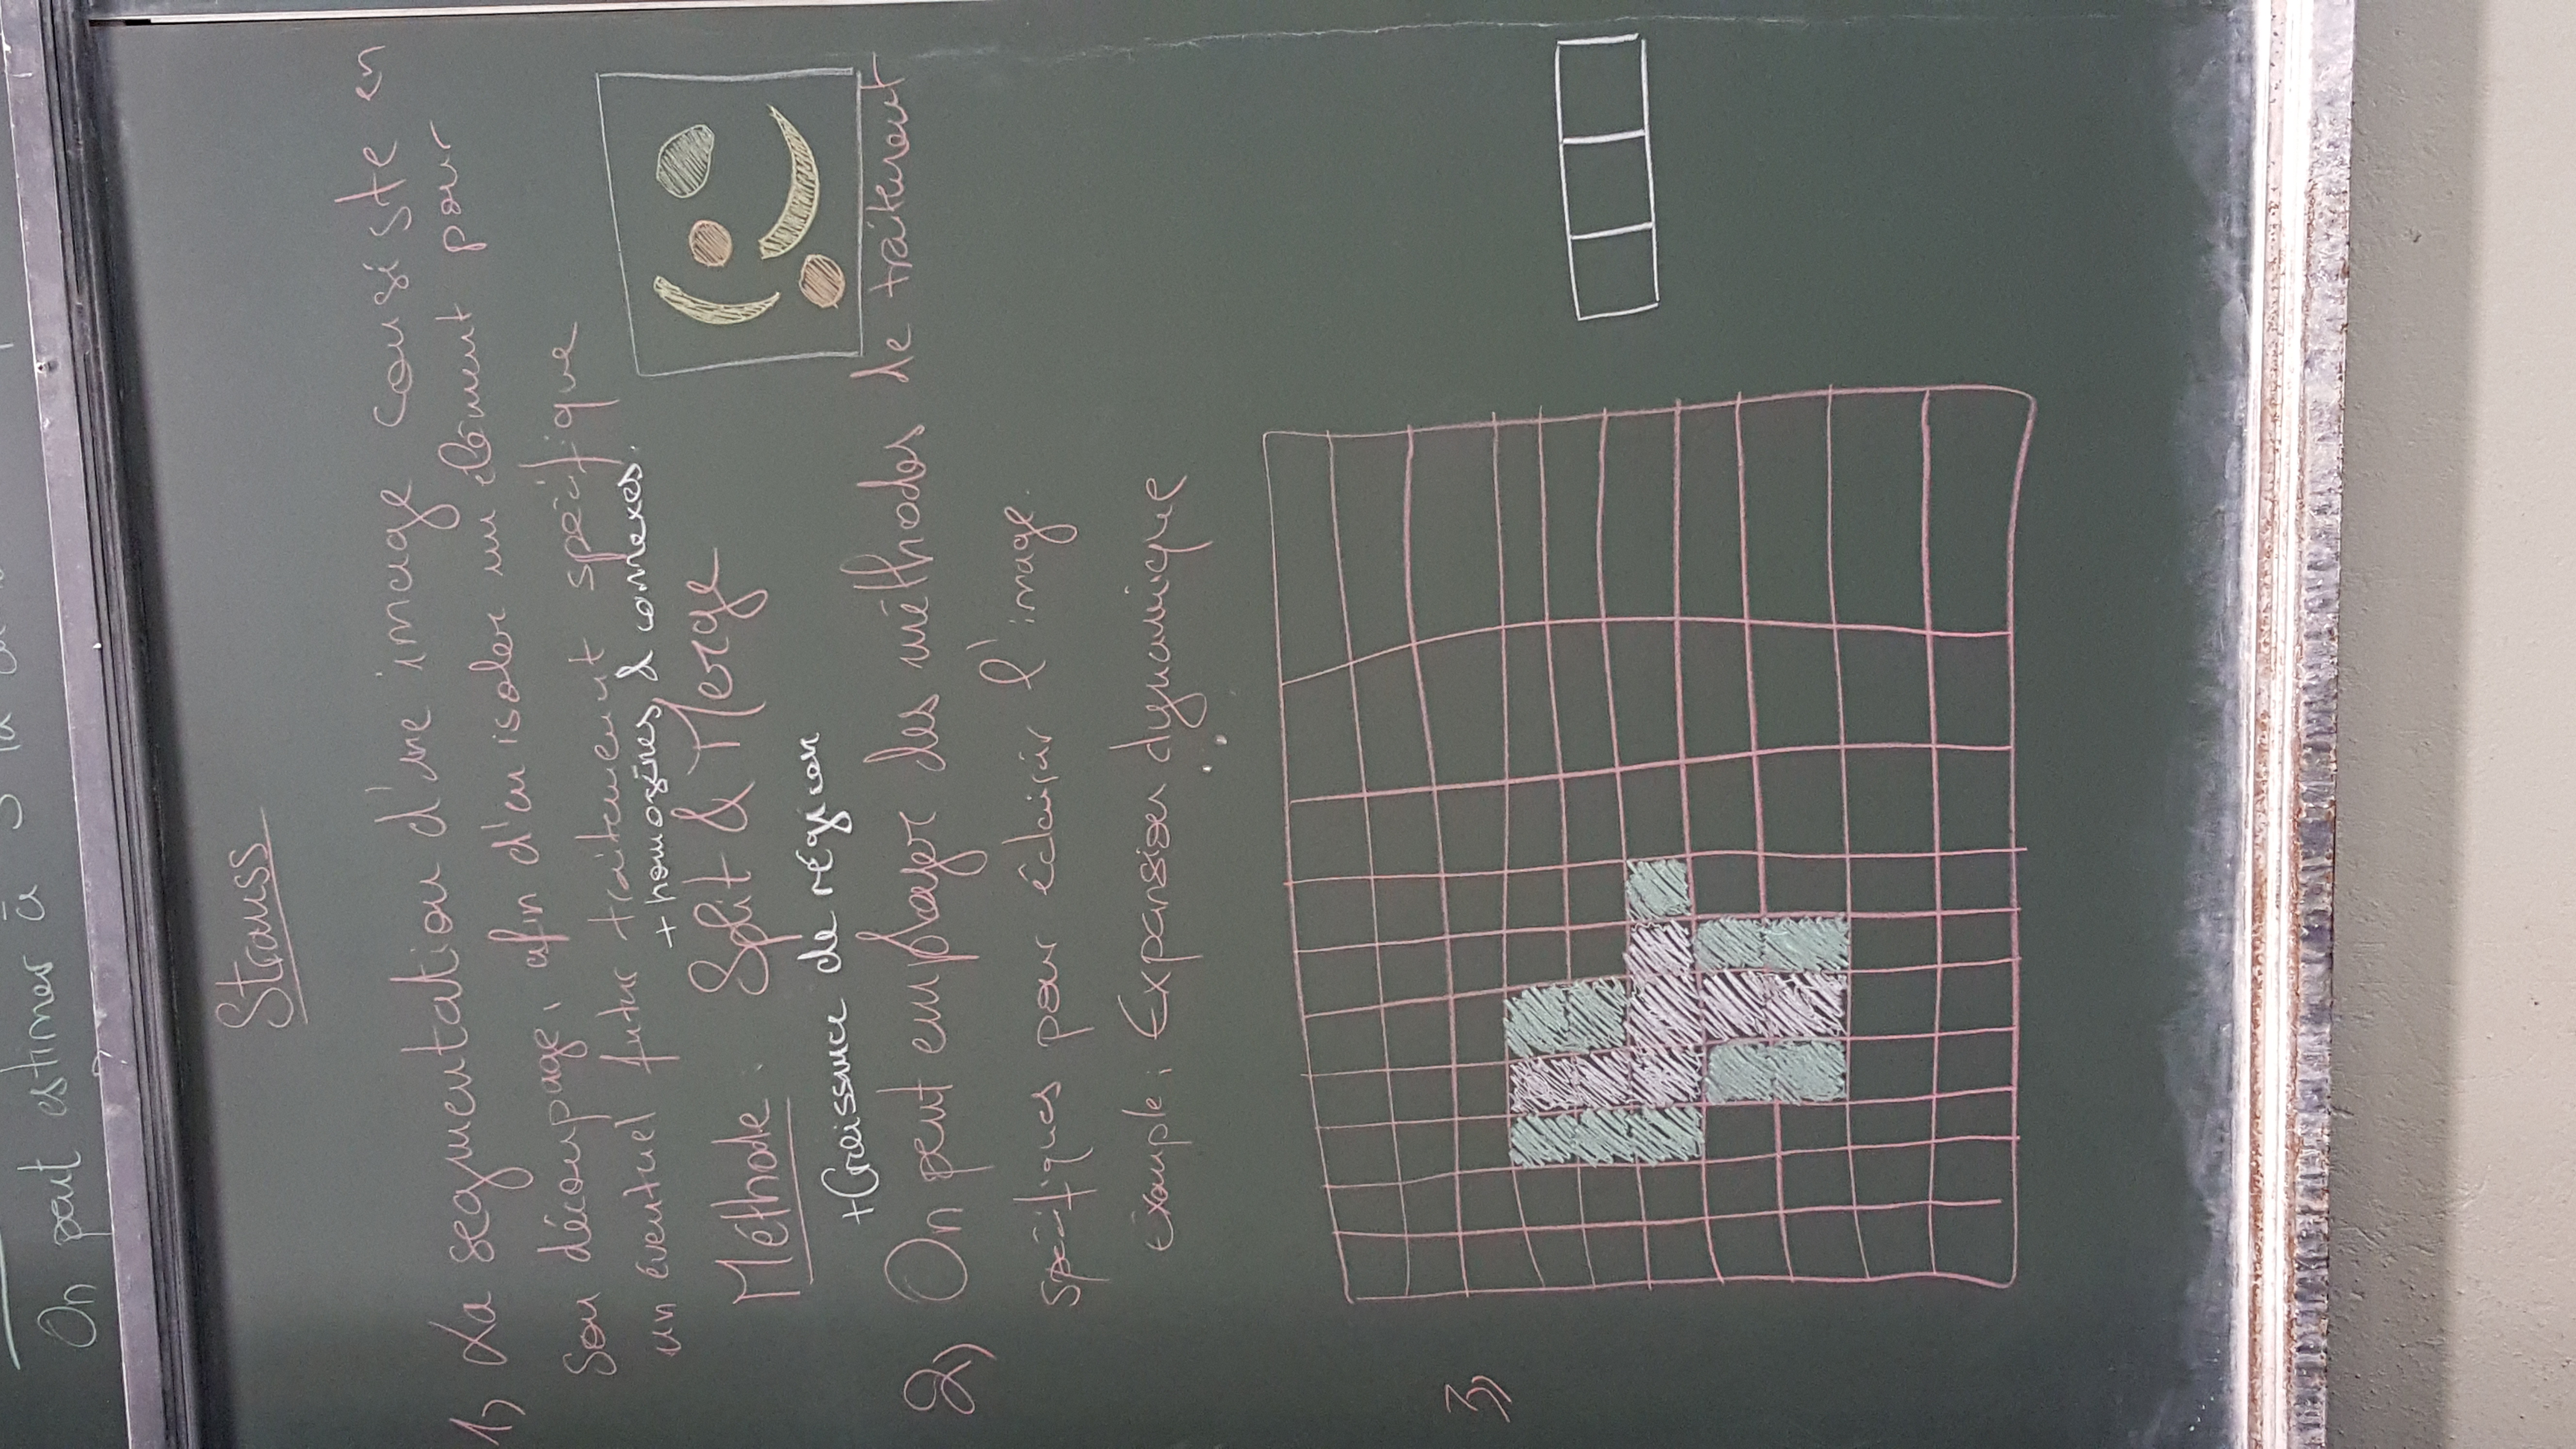 On peut estimer à 3 la
Strauss
1) La segmentation d'une image consiste en
son découpage, afin d'en isoler un élément pour
un éventuel futur traitement spécifique
+ homogènes & connexes.
Méthode : Split & Merge
+ Croissance de région
2) On peut employer des méthodes de traitement
spécifiques pour éclaircir l'image.
Exemple : Expansion dynamique
3)